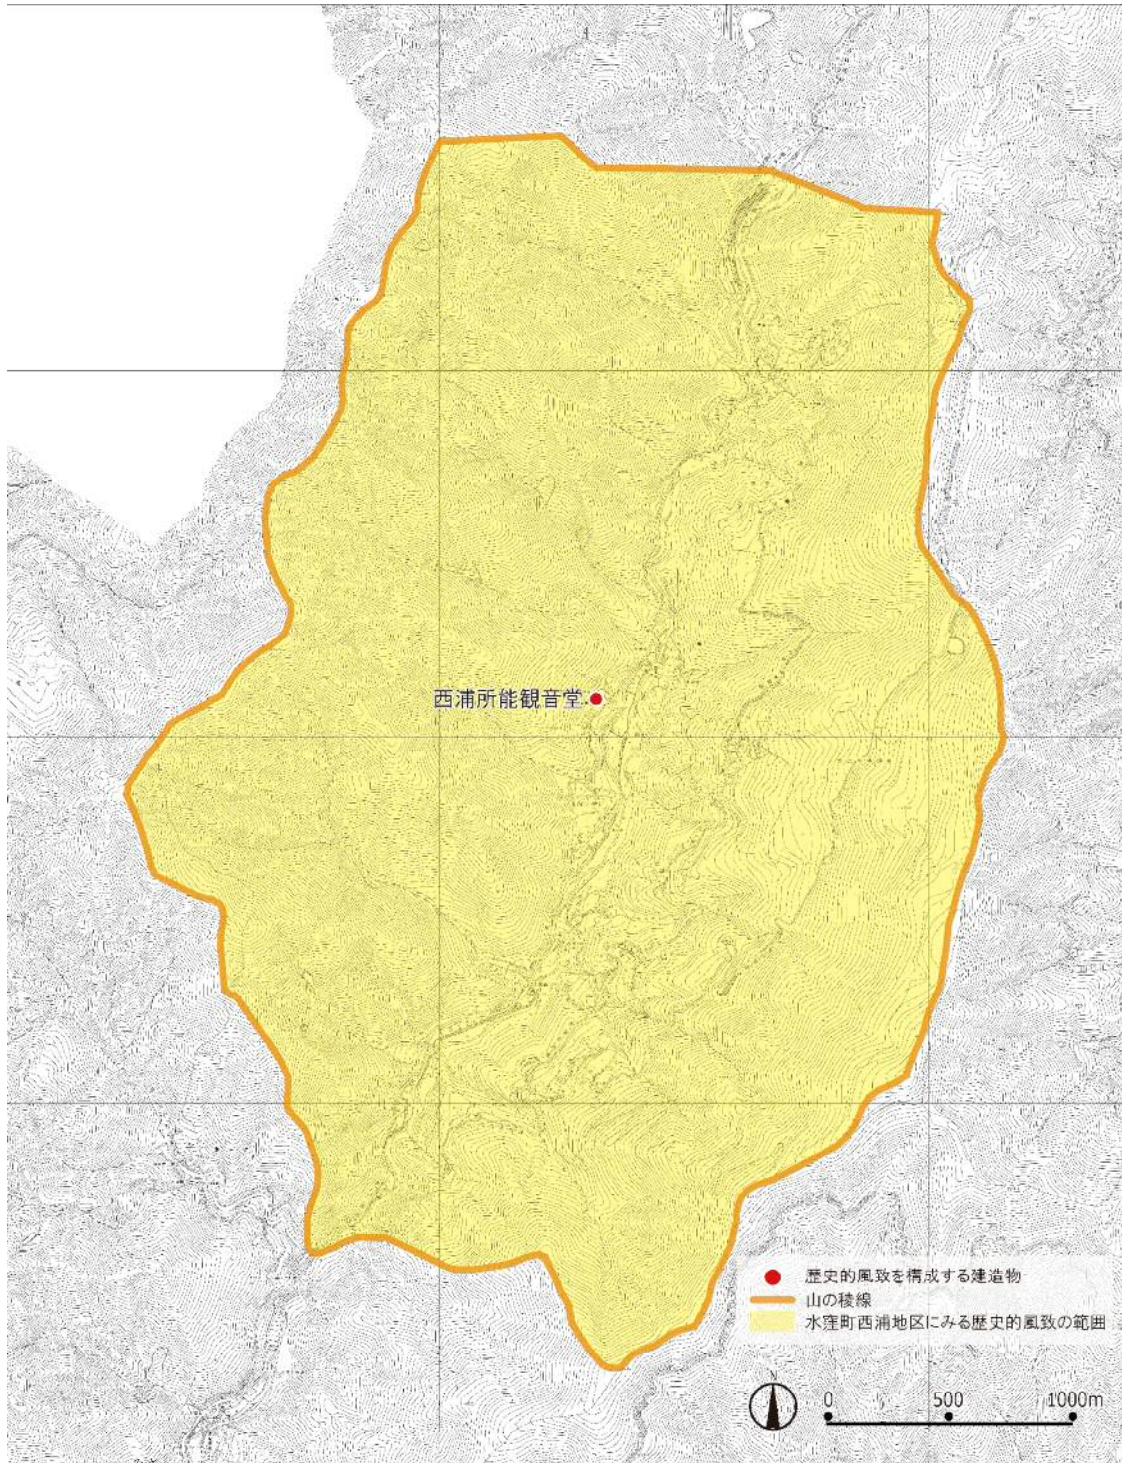 西浦所能観音堂
歴史的風致を構成する建造物
山の稜線
水窪町西浦地区にみる歴史的風致の範囲
N
0 500 1000m